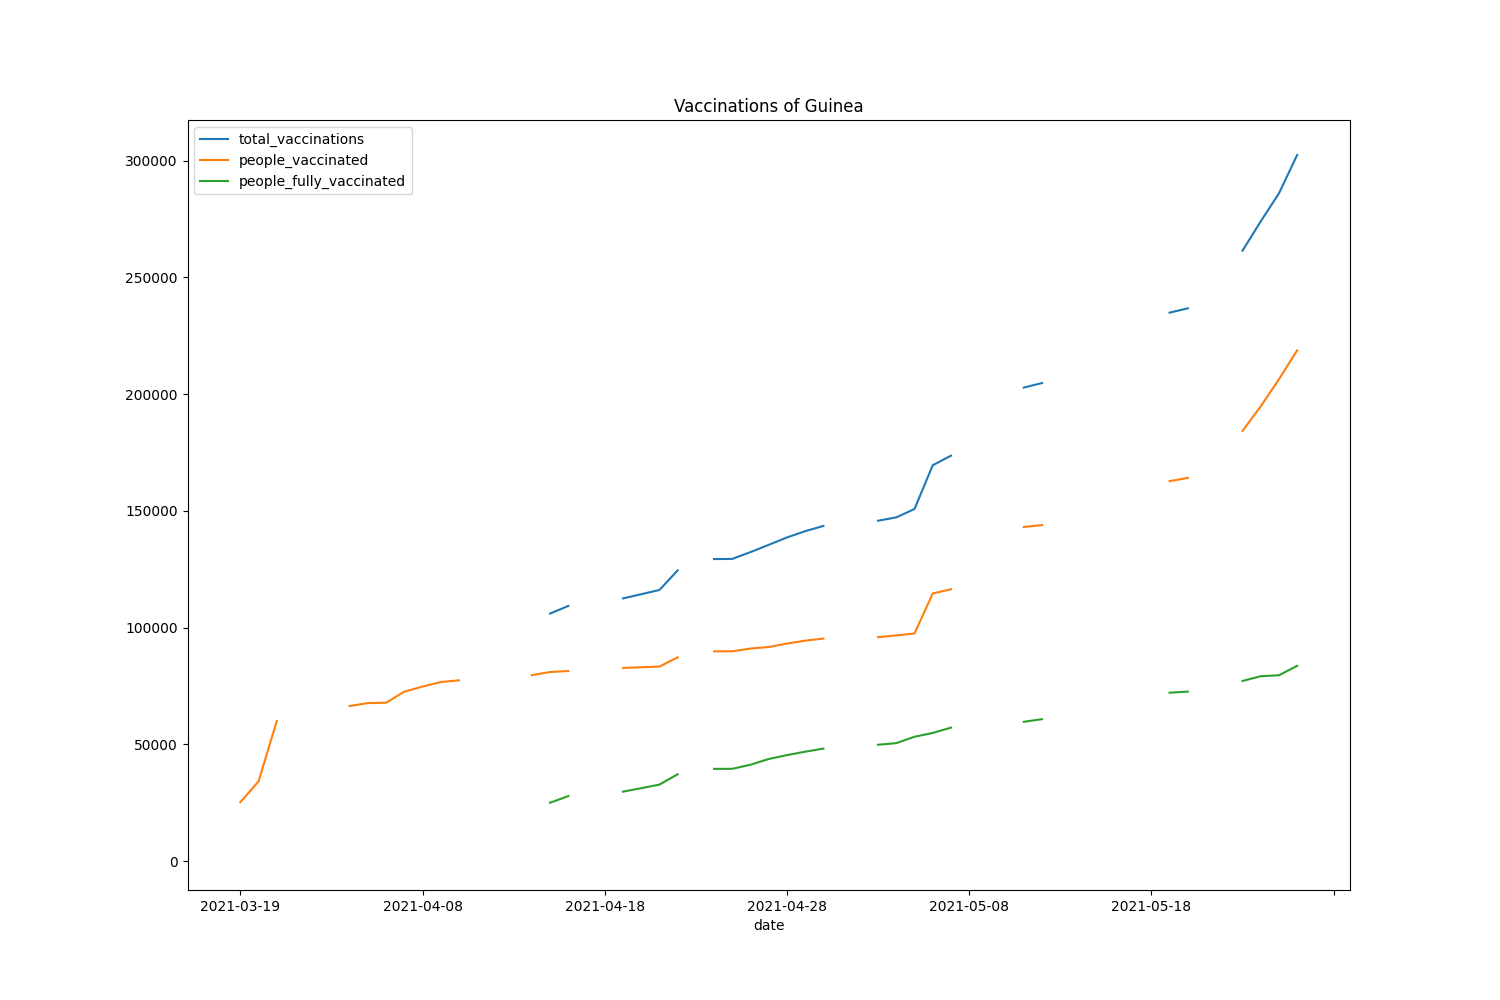 Vaccinations of Guinea
total_vaccinations
people_vaccinated
people_fully_vaccinated
300000
250000
200000
150000
100000
50000
0
2021-03-19 2021-04-08 2021-04-18 2021-04-28 2021-05-08 2021-05-18
date